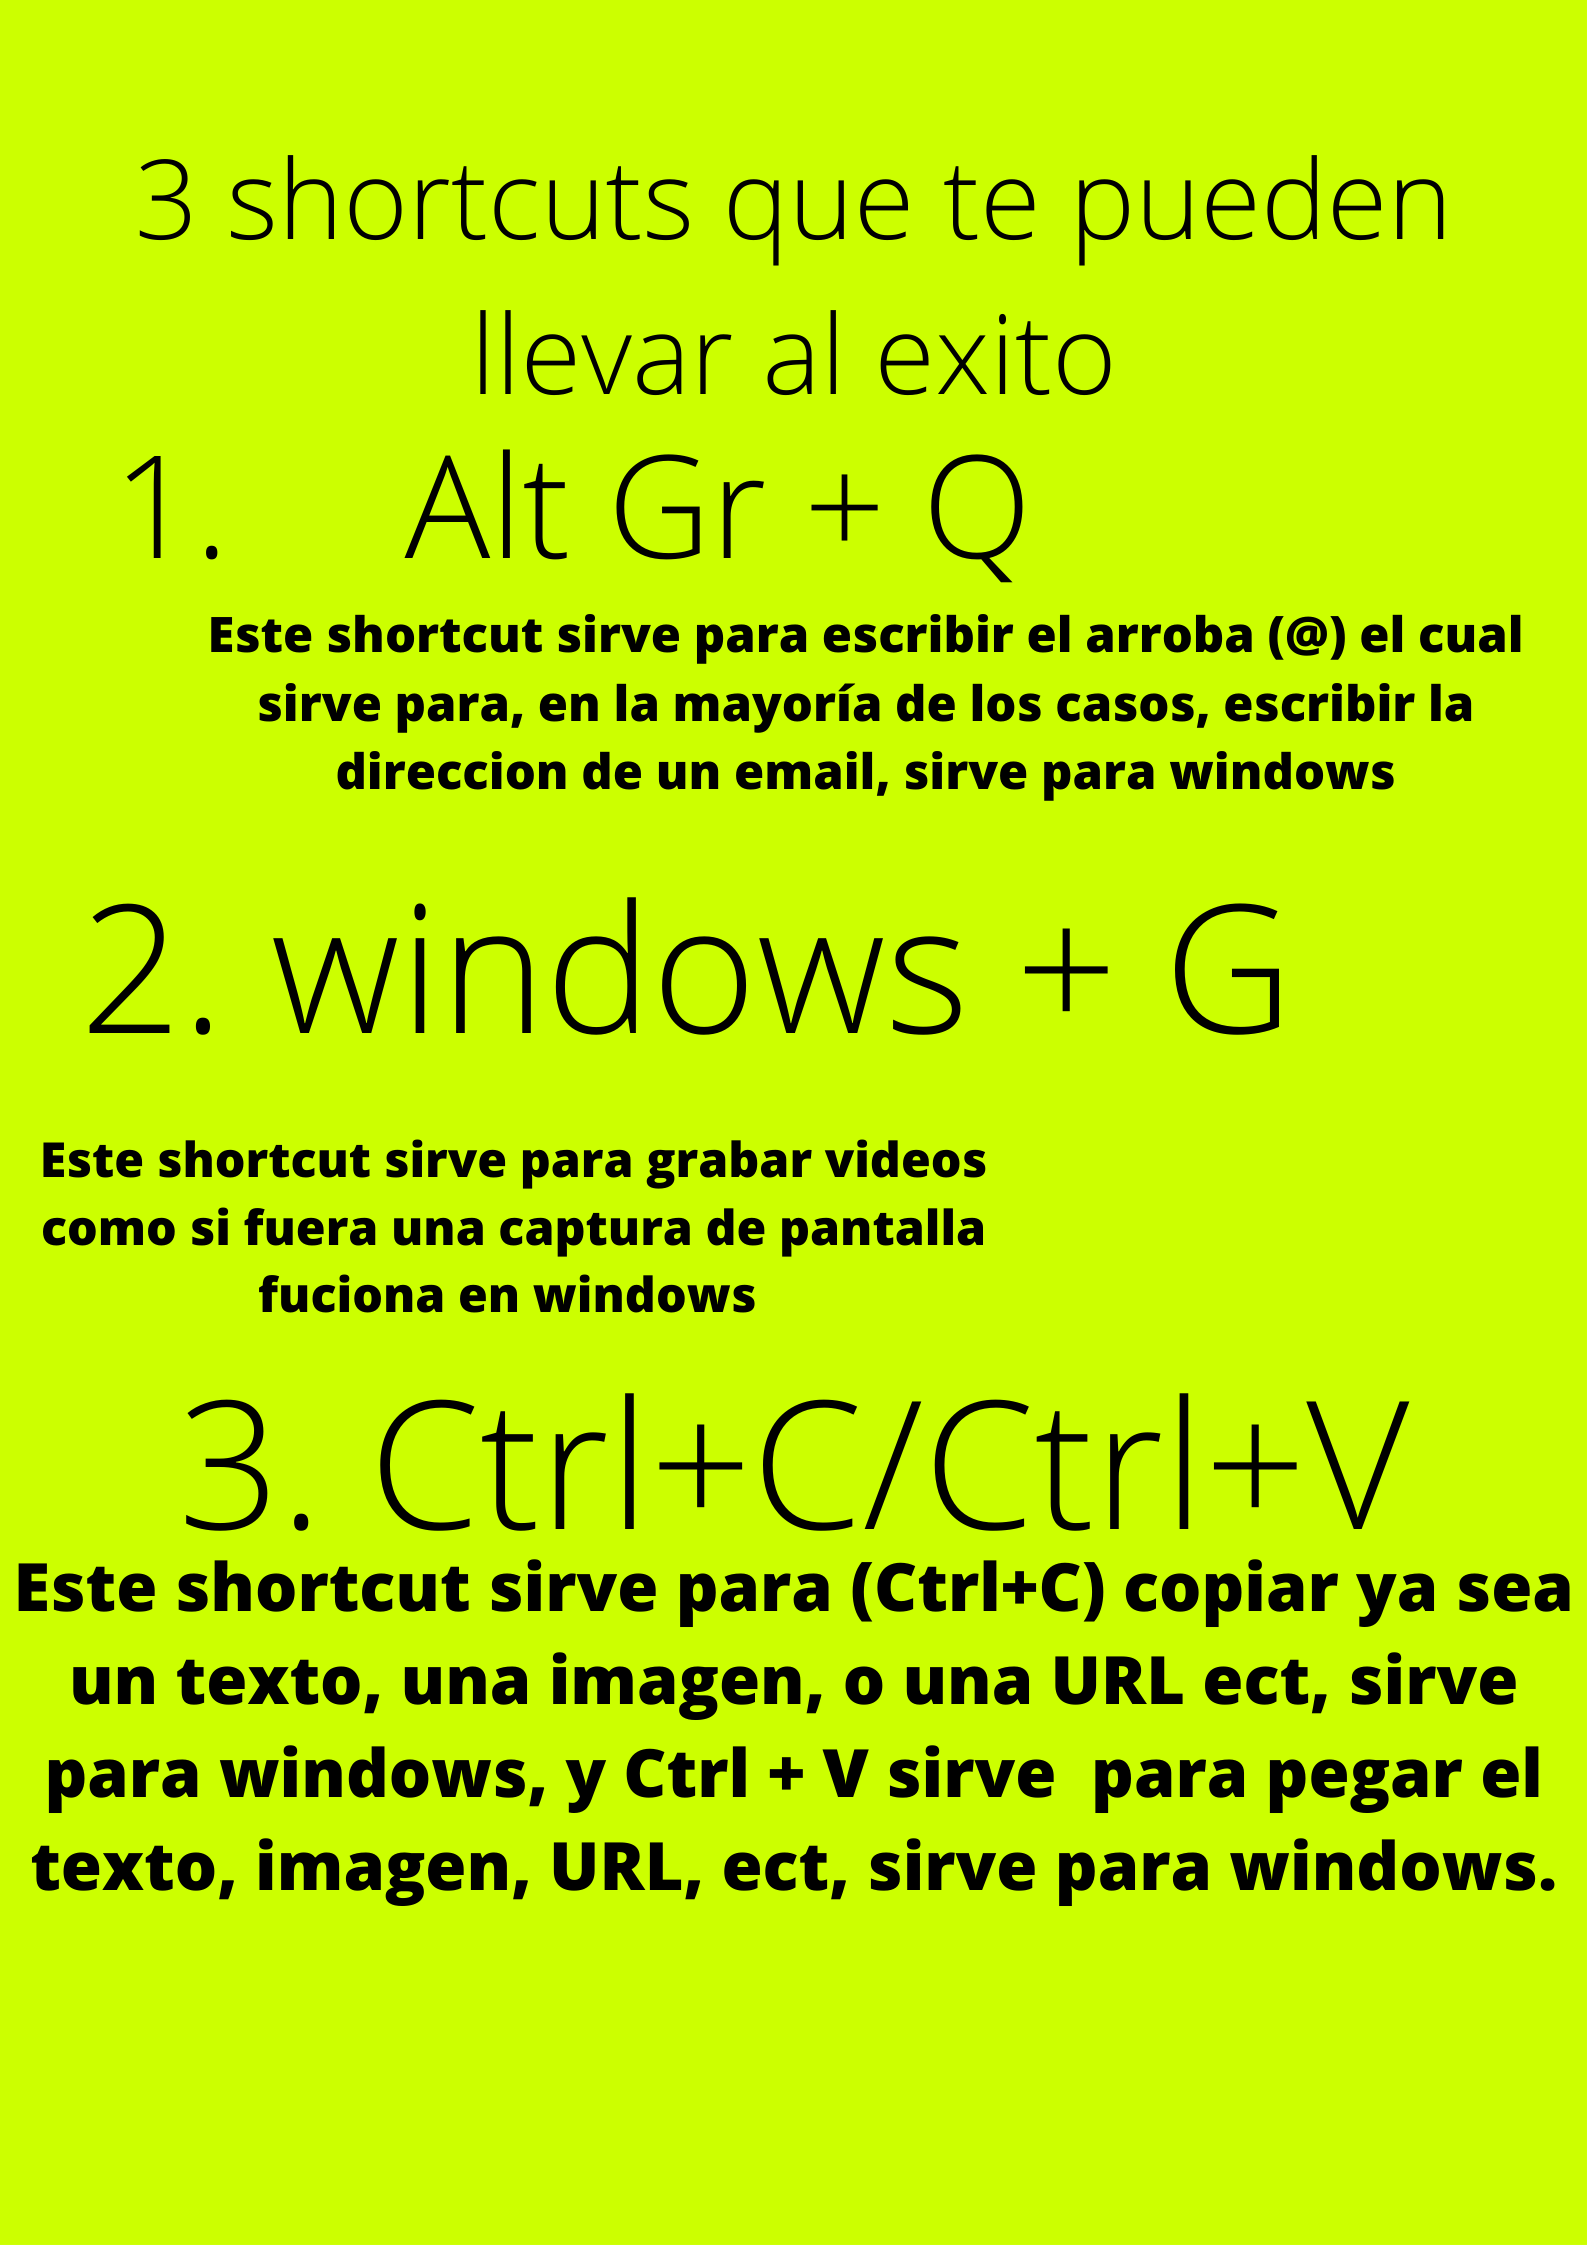 3 shortcuts que te pueden
llevar al exito
1. Alt Gr + Q
Este shortcut sirve para escribir el arroba (@) el cual
sirve para, en la mayoría de los casos, escribir la
direccion de un email, sirve para windows
2. windows + G
Este shortcut sirve para grabar videos
como si fuera una captura de pantalla
fuciona en windows
3. Ctrl+C/Ctrl+V
Este shortcut sirve para (Ctrl+C) copiar ya sea
un texto, una imagen, o una URL ect, sirve
para windows, y Ctrl + V sirve  para pegar el
texto, imagen, URL, ect, sirve para windows.